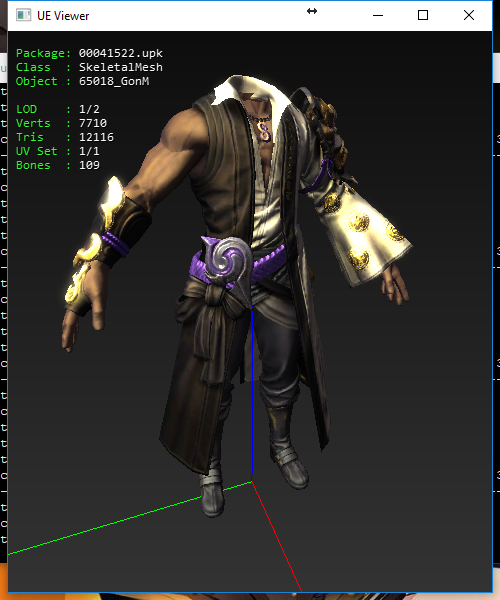 UE Viewer
Package: 00041522.upk
Class : SkeletalMesh
Object : 65018_GonM
LOD : 1/2
Verts : 7710
Tris : 12116
UV Set : 1/1
Bones : 109